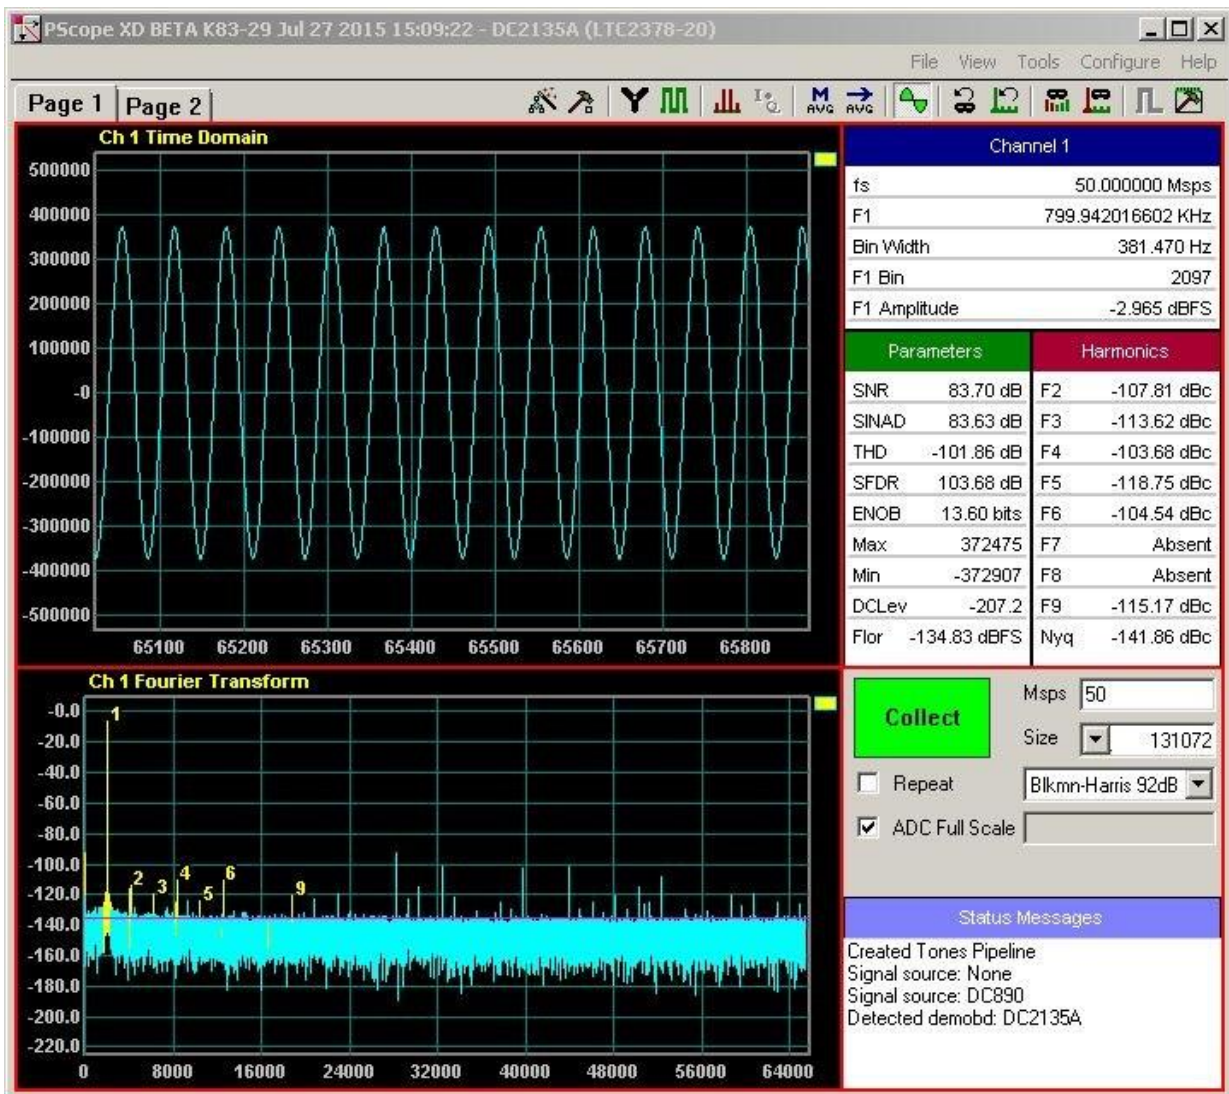 PScope XD BETA K83-29 Jul 27 2015 15:09:22 - DC2135A (LTC2378-20)
File View Tools Configure Help
Page 1 Page 2
M AVG AVG
Ch 1 Time Domain
500000
400000
300000
200000
100000
-0
-100000
-200000
-300000
-400000
-500000
65100 65200 65300 65400 65500 65600 65700 65800
Channel 1
fs 50.000000 Msps
F1 799.942016602 KHz
Bin Width 381.470 Hz
F1 Bin 2097
F1 Amplitude -2.965 dBFS
Parameters Harmonics
SNR 83.70 dB F2 -107.81 dBc
SINAD 83.63 dB F3 -113.62 dBc
THD -101.86 dB F4 -103.68 dBc
SFDR 103.68 dB F5 -118.75 dBc
ENOB 13.60 bits F6 -104.54 dBc
Max 372475 F7 Absent
Min -372907 F8 Absent
DCLev -207.2 F9 -115.17 dBc
Flor -134.83 dBFS Nyq -141.86 dBc
Ch 1 Fourier Transform
-0.0
-20.0
-40.0
-60.0
-80.0
-100.0
-120.0
-140.0
-160.0
-180.0
-200.0
-220.0
1
2 3 4 5 6 9
0 8000 16000 24000 32000 40000 48000 56000 64000
Collect
Msps 50
Size 131072
Repeat Blkmn-Harris 92dB
ADC Full Scale
Status Messages
Created Tones Pipeline
Signal source: None
Signal source: DC890
Detected demobd: DC2135A